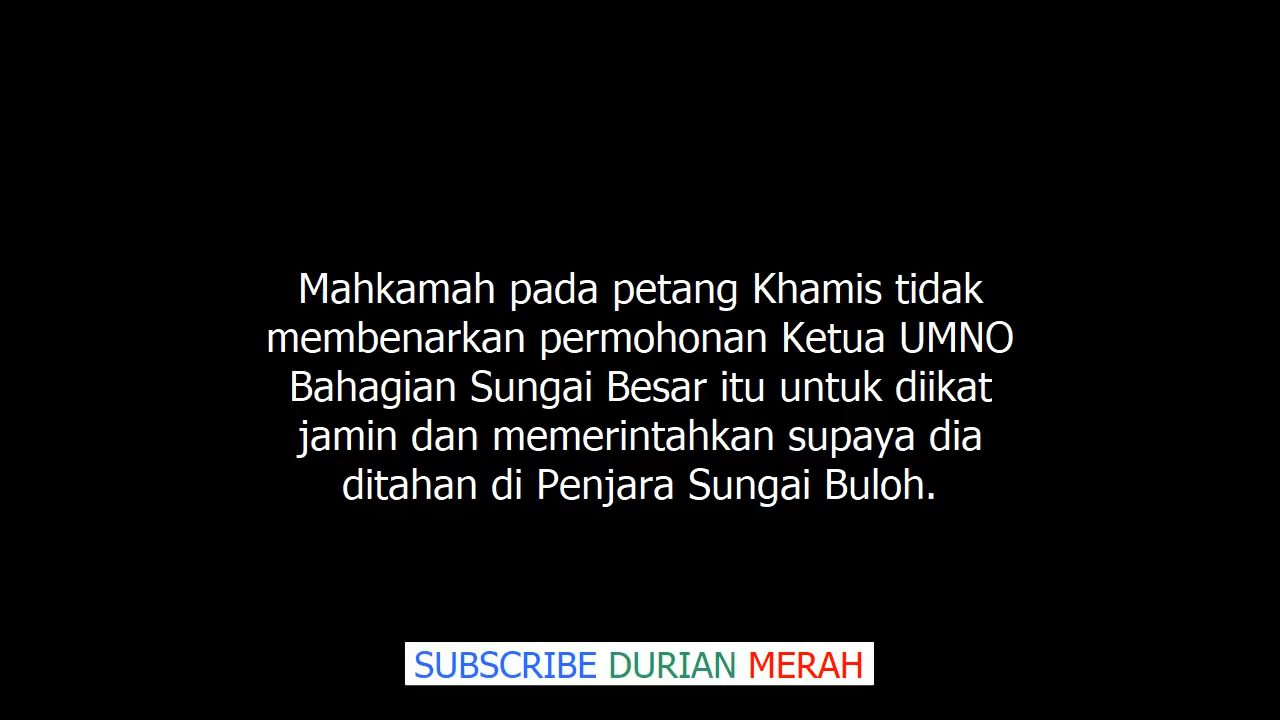 Mahkamah pada petang Khamis tidak
membenarkan permohonan Ketua UMNO
Bahagian Sungai Besar itu untuk diikat
jamin dan memerintahkan supaya dia
ditahan di Penjara Sungai Buloh.
SUBSCRIBE DURIAN MERAH